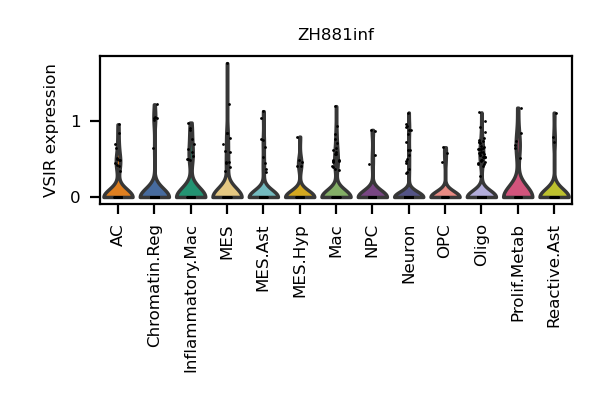 ZH881inf
VSIR expression
1
0
AC
Chromatin.Reg
Inflammatory.Mac
MES
MES.Ast
MES.Hyp
Mac
NPC
Neuron
OPC
Oligo
Prolif.Metab
Reactive.Ast